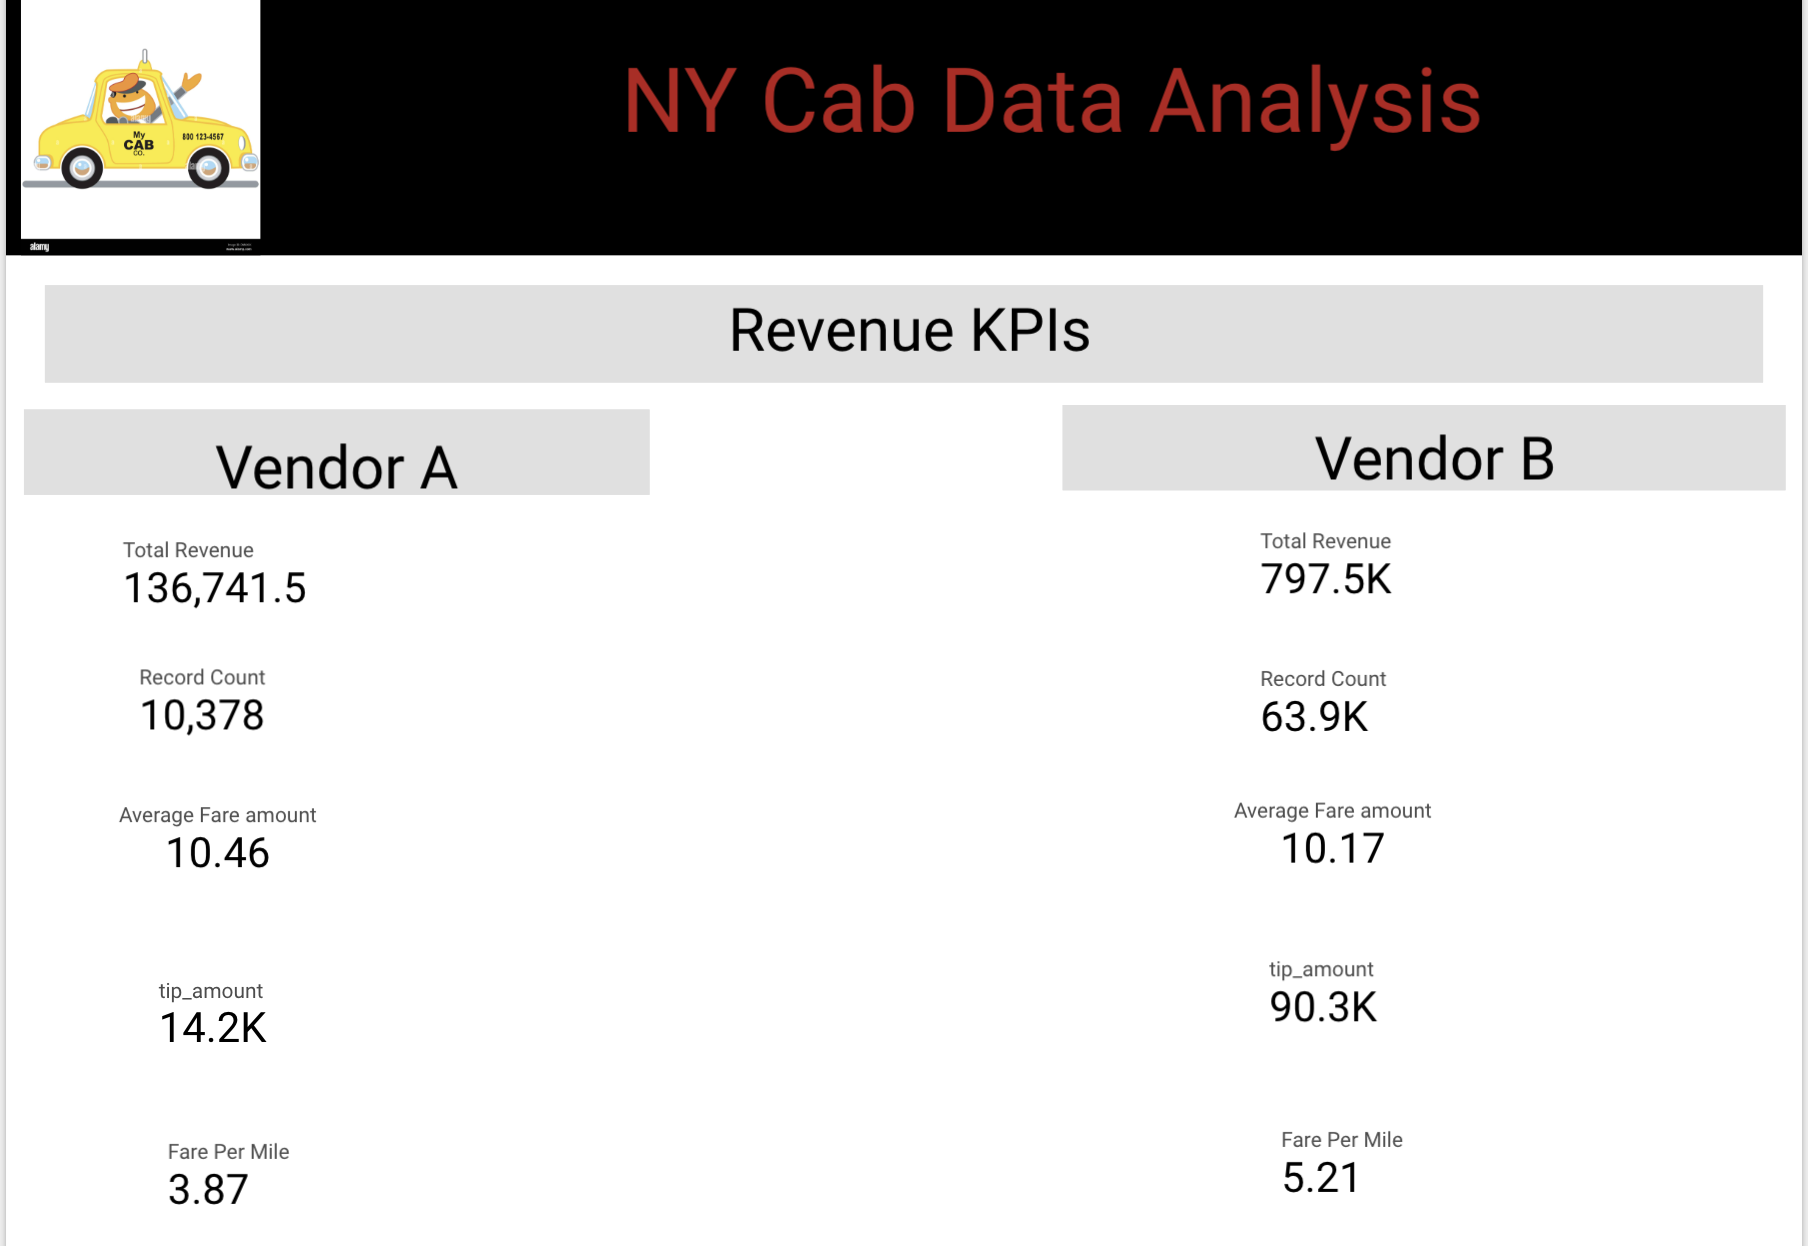 NY Cab Data Analysis
My
CAB
CO.
800 123-4567
alamy
Revenue KPIs
Vendor A
Total Revenue
136,741.5
Record Count
10,378
Average Fare amount
10.46
tip_amount
14.2K
Fare Per Mile
3.87
Vendor B
Total Revenue
797.5K
Record Count
63.9K
Average Fare amount
10.17
tip_amount
90.3K
Fare Per Mile
5.21